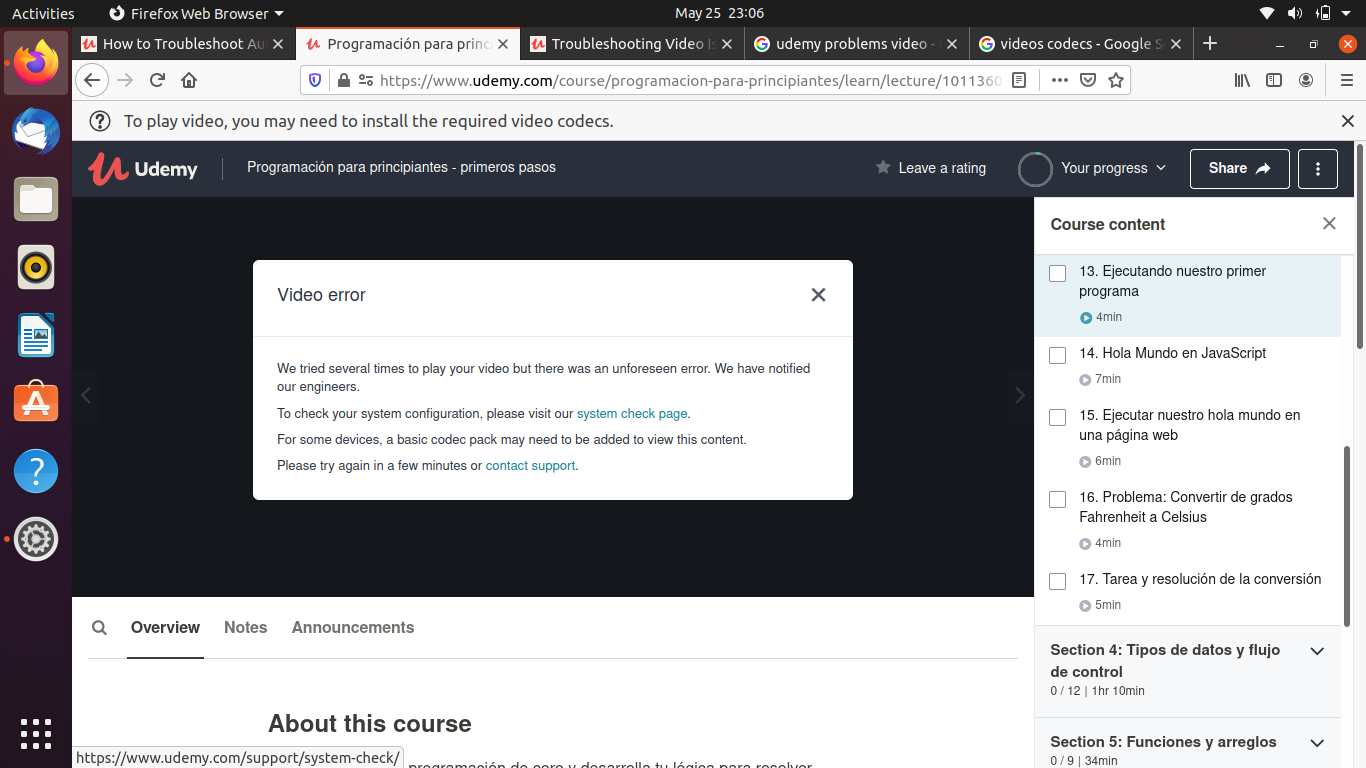 Activities
Firefox Web Browser
May 25 23:06
How to Troubleshoot Au
Programación para princ
Troubleshooting Video Is
udemy problems video -
videos codecs - Google S
https://www.udemy.com/course/programacion-para-principiantes/learn/lecture/1011360
To play video, you may need to install the required video codecs.
Udemy
Programación para principiantes - primeros pasos
Leave a rating
Your progress
Share
Course content
13. Ejecutando nuestro primer
programa
4min
14. Hola Mundo en JavaScript
7min
15. Ejecutar nuestro hola mundo en
una página web
6min
16. Problema: Convertir de grados
Fahrenheit a Celsius
4min
17. Tarea y resolución de la conversión
5min
Section 4: Tipos de datos y flujo
de control
0 / 12 | 1hr 10min
Section 5: Funciones y arreglos
0 / 9 | 34min
Video error
We tried several times to play your video but there was an unforeseen error. We have notified
our engineers.
To check your system configuration, please visit our system check page.
For some devices, a basic codec pack may need to be added to view this content.
Please try again in a few minutes or contact support.
Overview
Notes
Announcements
About this course
programación de cero y desarrolla tu lógica para resolver
https://www.udemy.com/support/system-check/